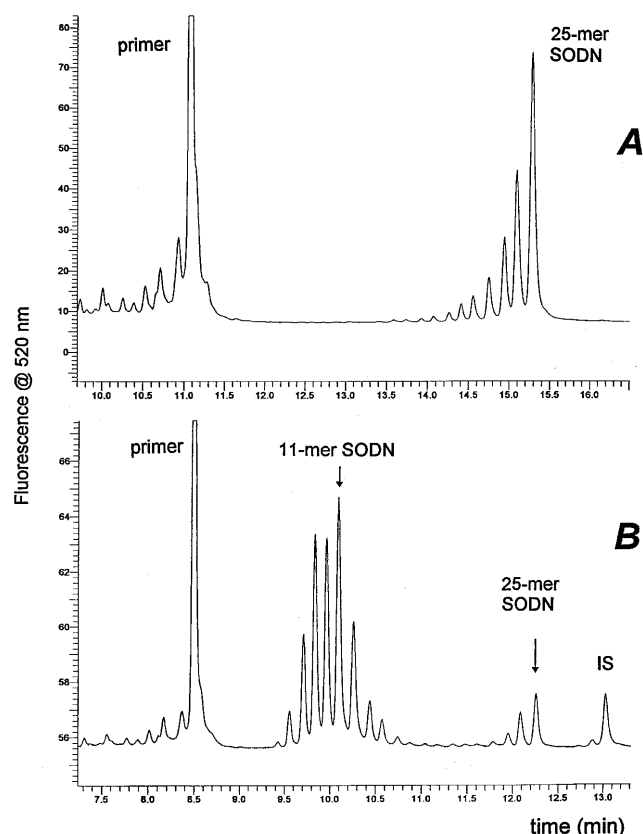 80
70
60
50
40
30
20
10
0
primer
25-mer
SODN
A
10.0 10.5 11.0 11.5 12.0 12.5 13.0 13.5 14.0 14.5 15.0 15.5 16.0
Fluorescence @ 520 nm
66
64
62
60
58
56
primer
11-mer SODN
B
25-mer
SODN
IS
7.5 8.0 8.5 9.0 9.5 10.0 10.5 11.0 11.5 12.0 12.5 13.0
time (min)